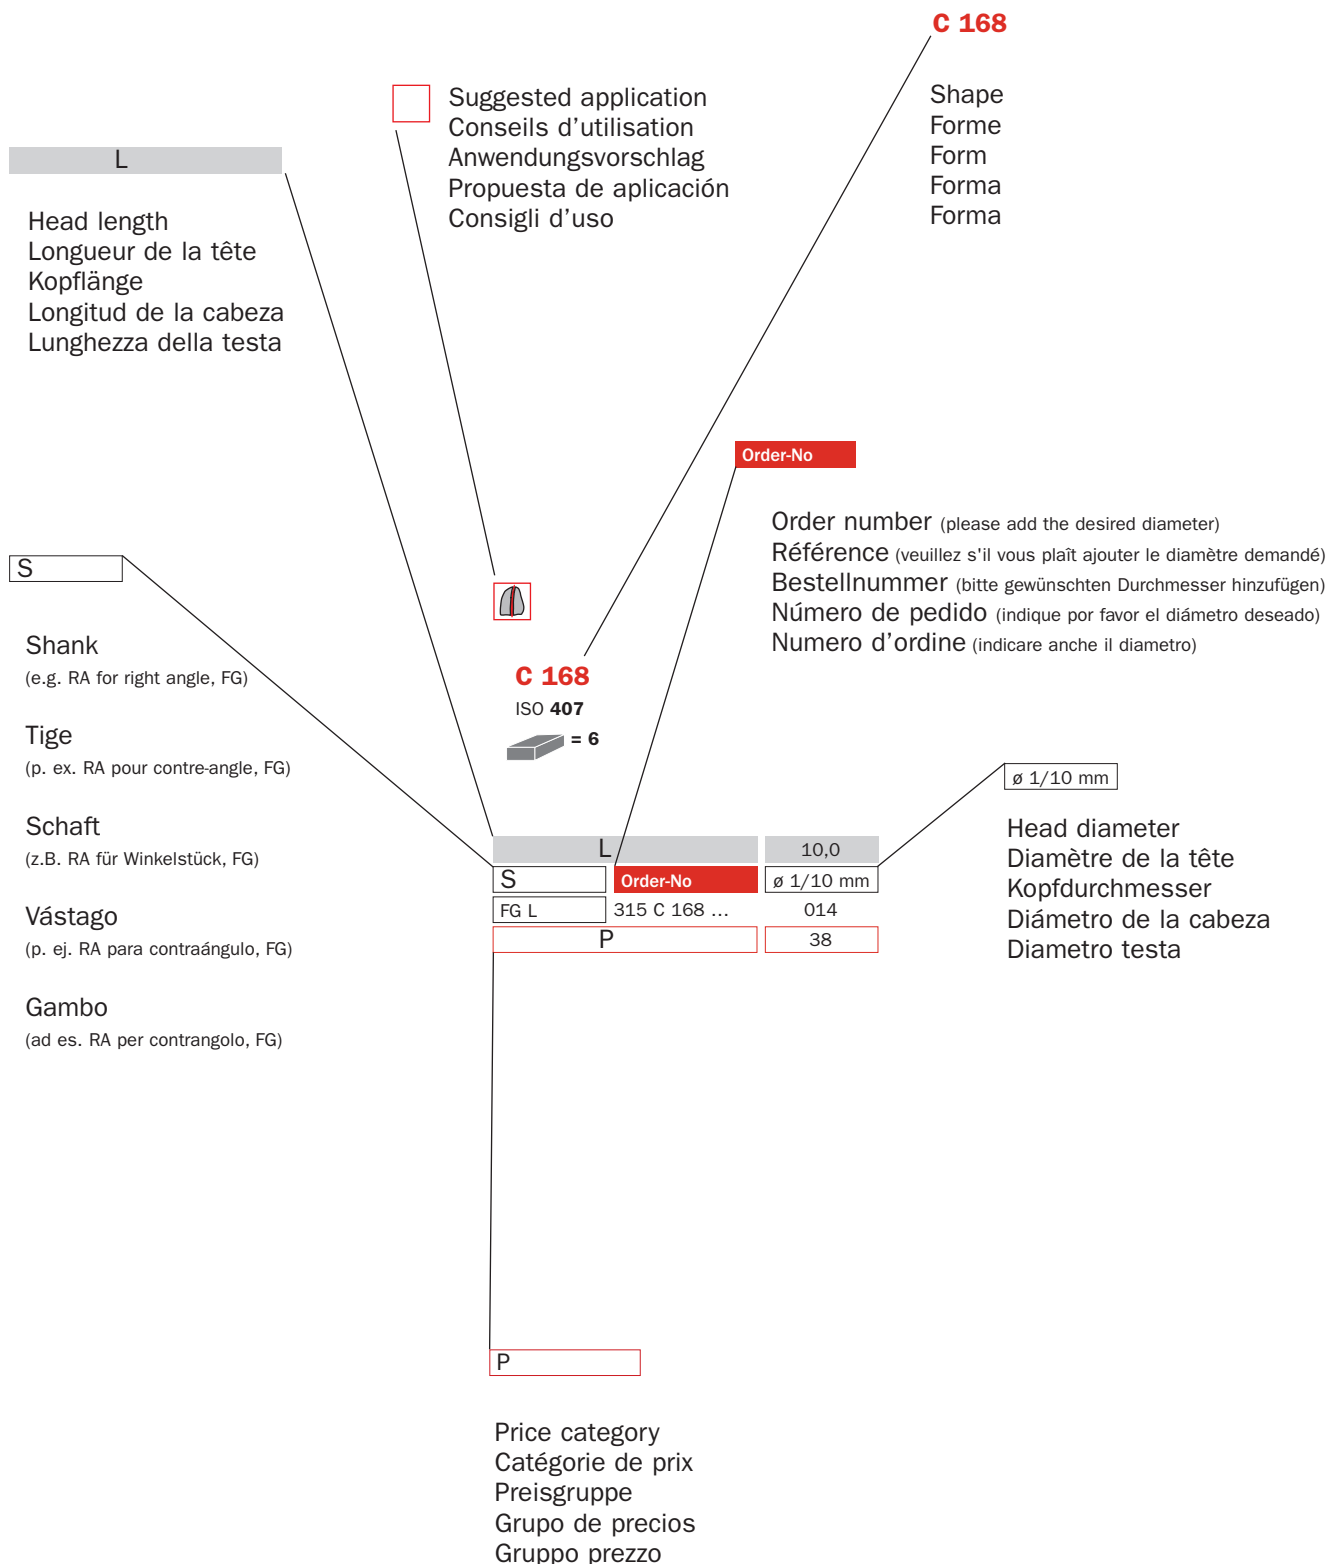 C 168
Shape
Forme
Form
Forma
Forma
Suggested application
Conseils d'utilisation
Anwendungsvorschlag
Propuesta de aplicación
Consigli d'uso
L
Head length
Longueur de la tête
Kopflänge
Longitud de la cabeza
Lunghezza della testa
Order-No
Order number (please add the desired diameter)
Référence (veuillez s'il vous plaît ajouter le diamètre demandé)
Bestellnummer (bitte gewünschten Durchmesser hinzufügen)
Número de pedido (indique por favor el diámetro deseado)
Numero d'ordine (indicare anche il diametro)
S
Shank
(e.g. RA for right angle, FG)
Tige
(p. ex. RA pour contre-angle, FG)
Schaft
(z.B. RA für Winkelstück, FG)
Vástago
(p. ej. RA para contraángulo, FG)
Gambo
(ad es. RA per contrangolo, FG)
C 168
ISO 407
= 6
L 10,0
S Order-No ø 1/10 mm
FG L 315 C 168 ... 014
P 38
ø 1/10 mm
Head diameter
Diamètre de la tête
Kopfdurchmesser
Diámetro de la cabeza
Diametro testa
P
Price category
Catégorie de prix
Preisgruppe
Grupo de precios
Gruppo prezzo